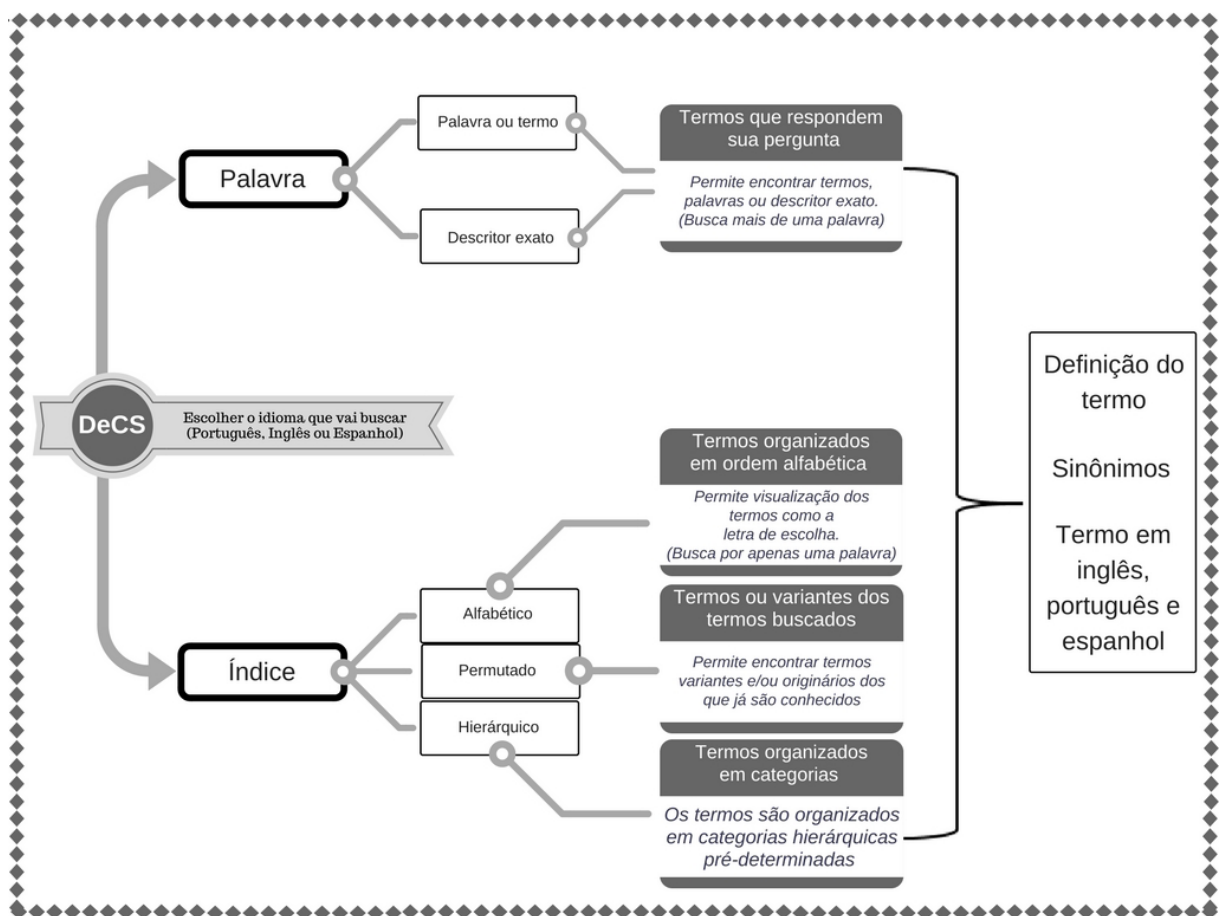 Palavra
Palavra ou termo
Descritor exato
Termos que respondem
sua pergunta
Permite encontrar termos,
palavras ou descritor exato.
(Busca mais de uma palavra)
DeCS
Escolher o idioma que vai buscar
(Português, Inglês ou Espanhol)
Índice
Alfabético
Permutado
Hierárquico
Termos organizados
em ordem alfabética
Permite visualização dos
termos como a
letra de escolha.
(Busca por apenas uma palavra)
Termos ou variantes dos
termos buscados
Permite encontrar termos
variantes e/ou originários dos
que já são conhecidos
Termos organizados
em categorias
Os termos são organizados
em categorias hierárquicas
pré-determinadas
Definição do
termo
Sinônimos
Termo em
inglês,
português e
espanhol